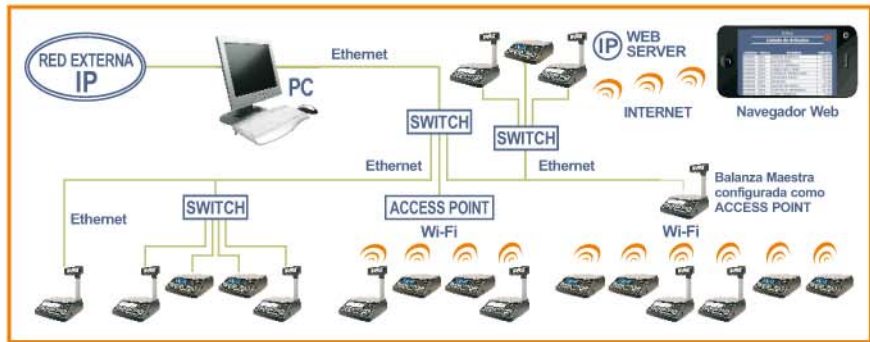 RED EXTERNA
IP
Ethernet
PC
IP
WEB
SERVER
INTERNET
Navegador Web
SWITCH
SWITCH
Ethernet
Ethernet
Ethernet
SWITCH
ACCESS POINT
Balanza Maestra
configurada como
ACCESS POINT
Wi-Fi
Wi-Fi